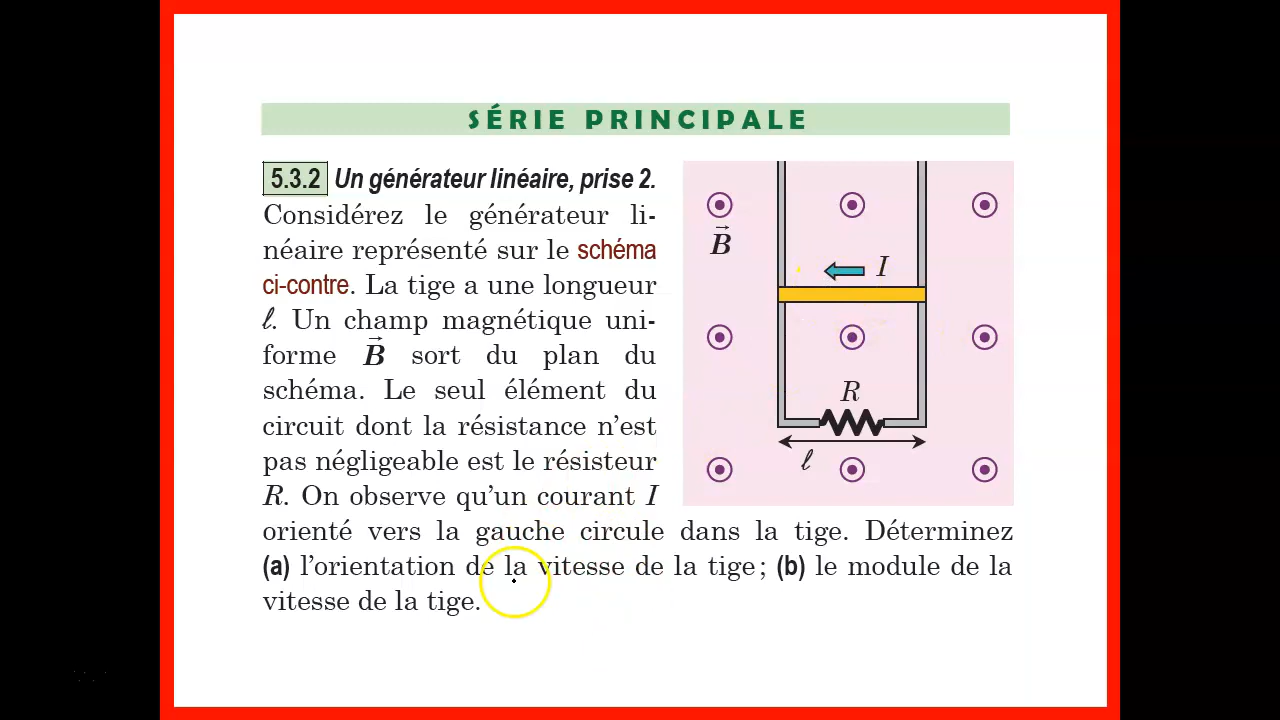 SÉRIE PRINCIPALE
5.3.2 Un générateur linéaire, prise 2.
Considérez le générateur li-
néaire représenté sur le schéma
ci-contre. La tige a une longueur
ℓ. Un champ magnétique uni-
forme B⃗ sort du plan du
schéma. Le seul élément du
circuit dont la résistance n’est
pas négligeable est le résisteur
R. On observe qu’un courant I
orienté vers la gauche circule dans la tige. Déterminez
(a) l’orientation de la vitesse de la tige ; (b) le module de la
vitesse de la tige.
B⃗
I
R
ℓ